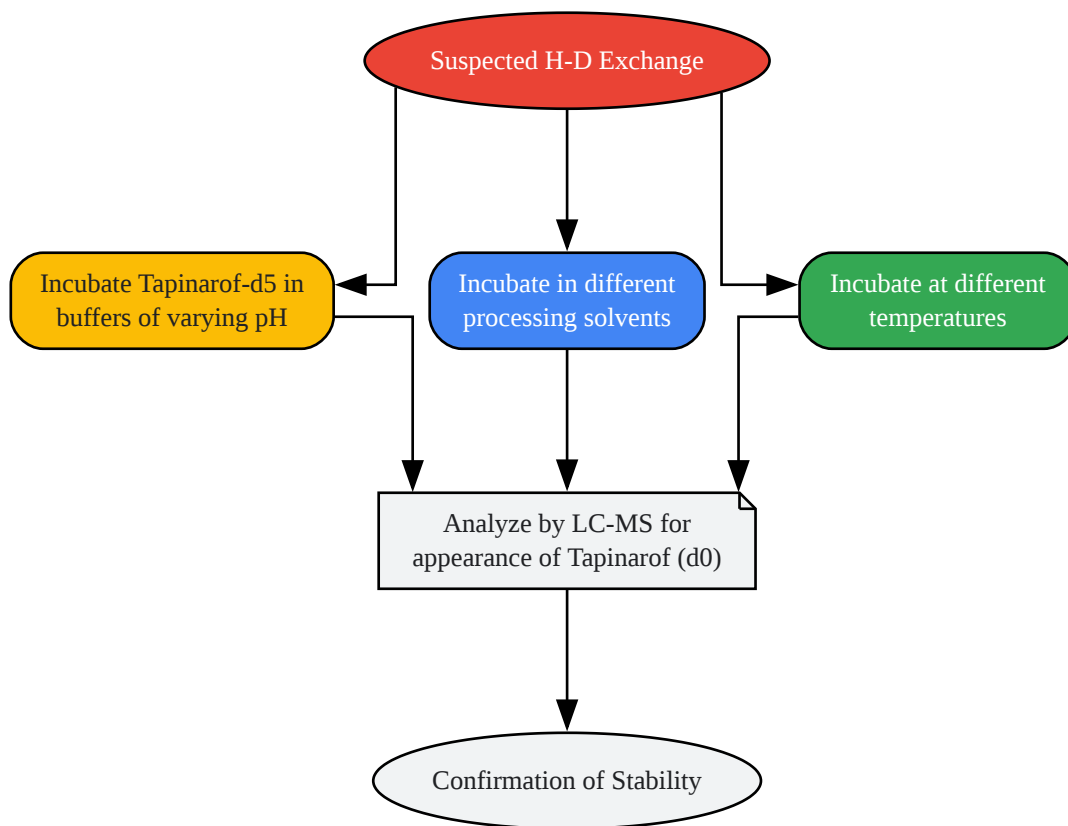 Suspected H-D Exchange
Incubate Tapinarof-d5 in
buffers of varying pH
Incubate in different
processing solvents
Incubate at different
temperatures
Analyze by LC-MS for
appearance of Tapinarof (d0)
Confirmation of Stability